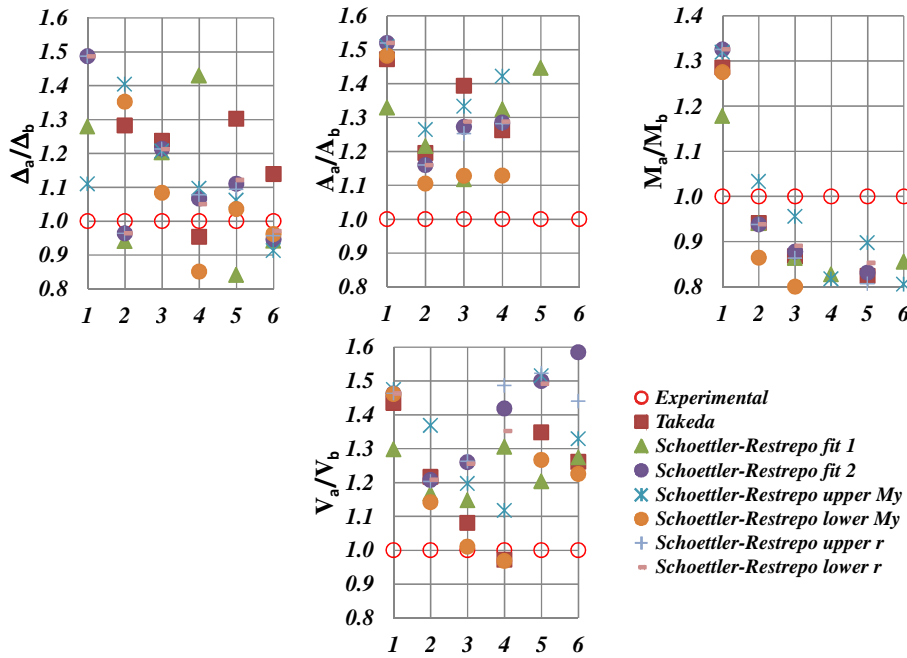 1.6
1.5
1.4
1.3
1.2
1.1
1.0
0.9
0.8
Δa/Δb
1 2 3 4 5 6
1.6
1.5
1.4
1.3
1.2
1.1
1.0
0.9
0.8
Aa/Ab
1 2 3 4 5 6
1.4
1.3
1.2
1.1
1.0
0.9
0.8
Ma/Mb
1 2 3 4 5 6
1.6
1.5
1.4
1.3
1.2
1.1
1.0
0.9
0.8
Va/Vb
1 2 3 4 5 6
Experimental
Takeda
Schoettler-Restrepo fit 1
Schoettler-Restrepo fit 2
Schoettler-Restrepo upper My
Schoettler-Restrepo lower My
Schoettler-Restrepo upper r
Schoettler-Restrepo lower r